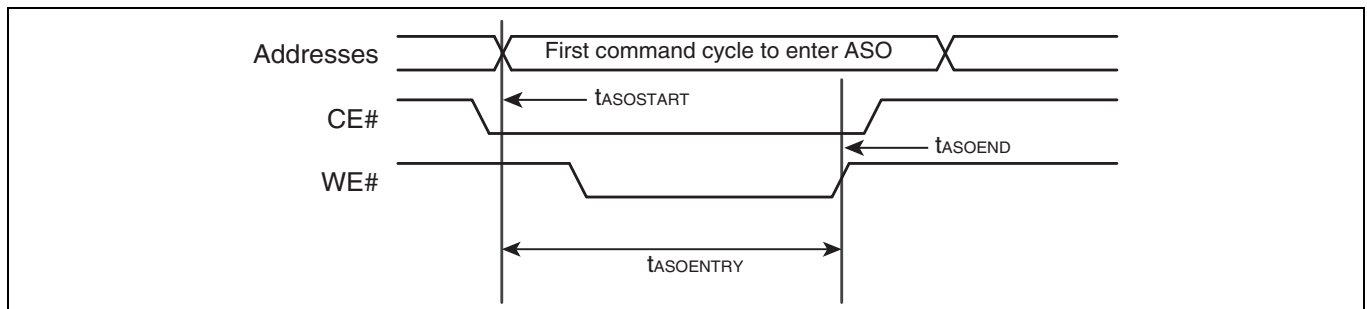 Addresses
First command cycle to enter ASO
tASOSTART
CE#
tASOEND
WE#
tASOENTRY